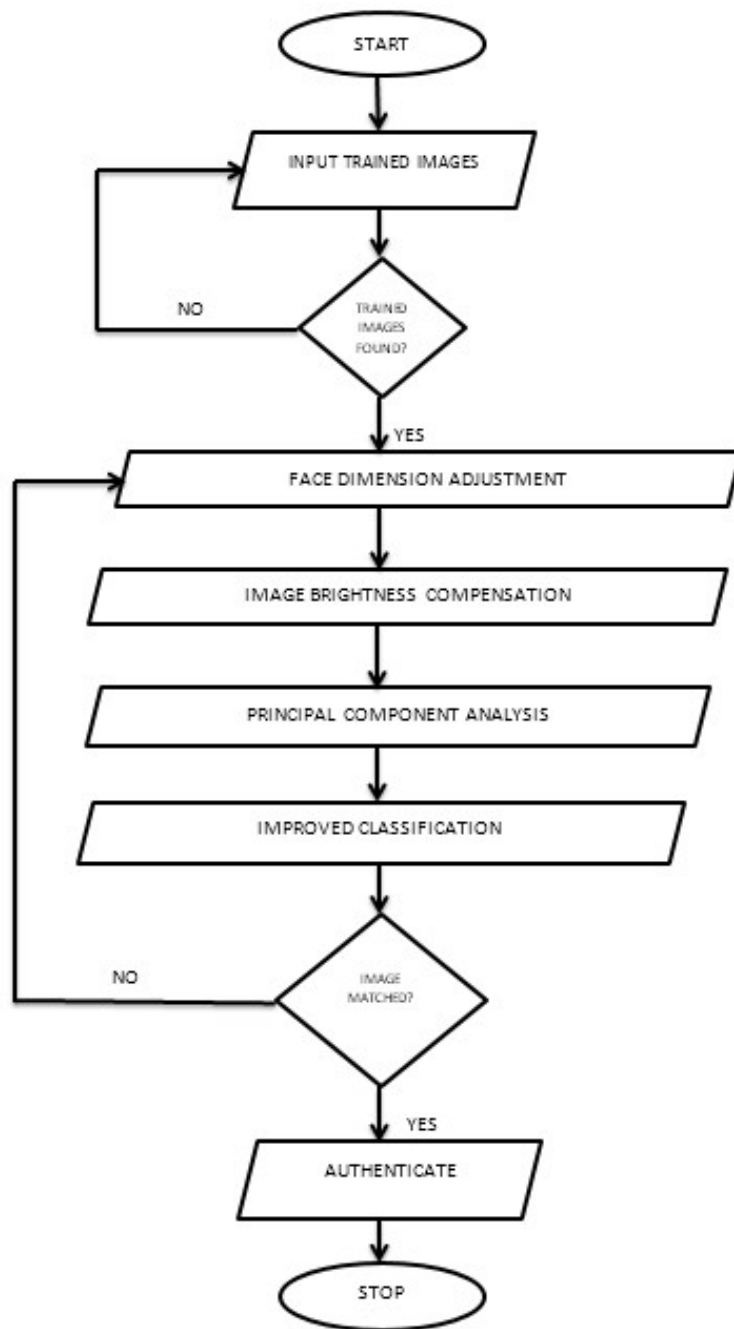 START
INPUT TRAINED IMAGES
NO
TRAINED
IMAGES
FOUND?
YES
FACE DIMENSION ADJUSTMENT
IMAGE BRIGHTNESS COMPENSATION
PRINCIPAL COMPONENT ANALYSIS
IMPROVED CLASSIFICATION
NO
IMAGE
MATCHED?
YES
AUTHENTICATE
STOP